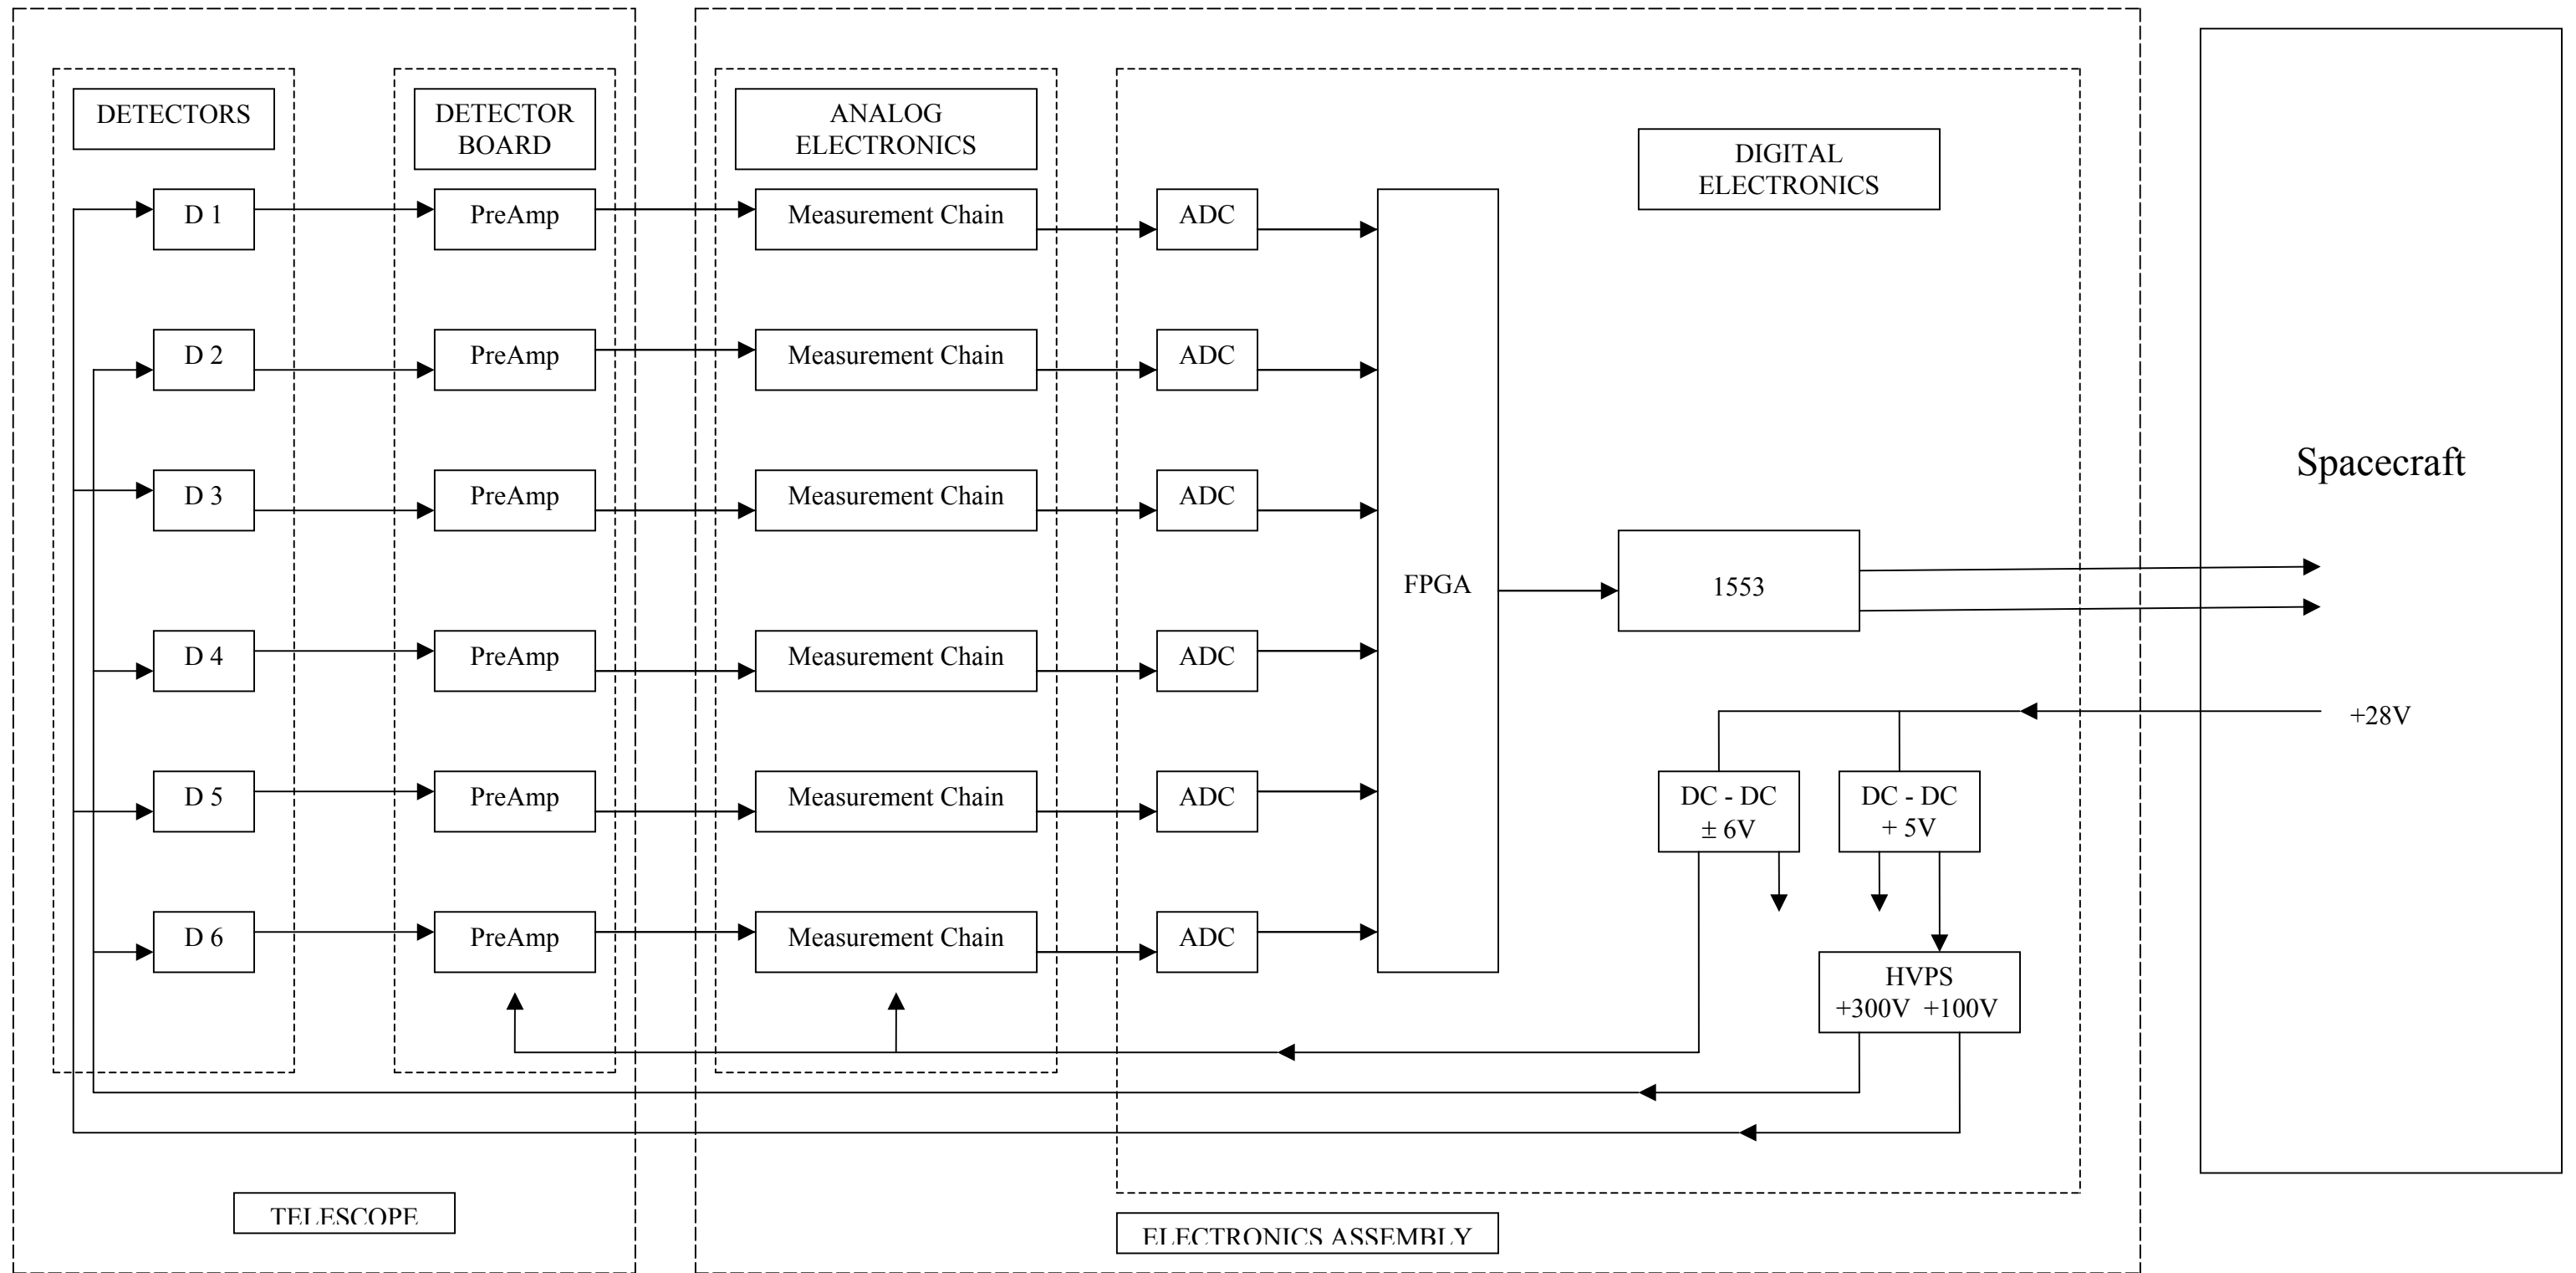 DETECTORS
DETECTOR
BOARD
ANALOG
ELECTRONICS
DIGITAL
ELECTRONICS
D 1
PreAmp
Measurement Chain
ADC
D 2
PreAmp
Measurement Chain
ADC
D 3
PreAmp
Measurement Chain
ADC
Spacecraft
FPGA
1553
D 4
PreAmp
Measurement Chain
ADC
+28V
D 5
PreAmp
Measurement Chain
ADC
DC - DC
± 6V
DC - DC
+ 5V
D 6
PreAmp
Measurement Chain
ADC
HVPS
+300V +100V
TELESCOPE
ELECTRONICS ASSEMBLY